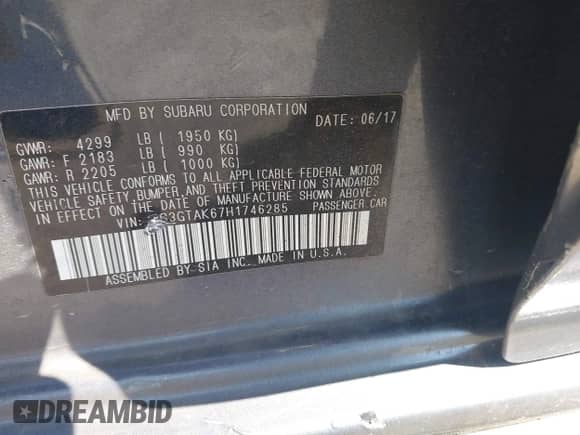 MFD BY SUBARU CORPORATION
DATE: 06/17
GVWR: 4299 LB ( 1950 KG)
GAWR: F 2183 LB ( 990 KG)
GAWR: R 2205 LB ( 1000 KG)
THIS VEHICLE CONFORMS TO ALL APPLICABLE FEDERAL MOTOR
VEHICLE SAFETY,BUMPER,AND THEFT PREVENTION STANDARDS
IN EFFECT ON THE DATE OF MANUFACTURE SHOWN ABOVE.
VIN: S3GTAK67H1746285 PASSENGER CAR
ASSEMBLED BY SIA INC. MADE IN U.S.A.
DREAMBID